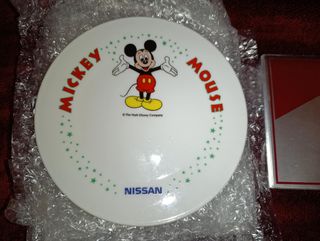 MICKEY MOUSE
© The Walt Disney Company
NISSAN